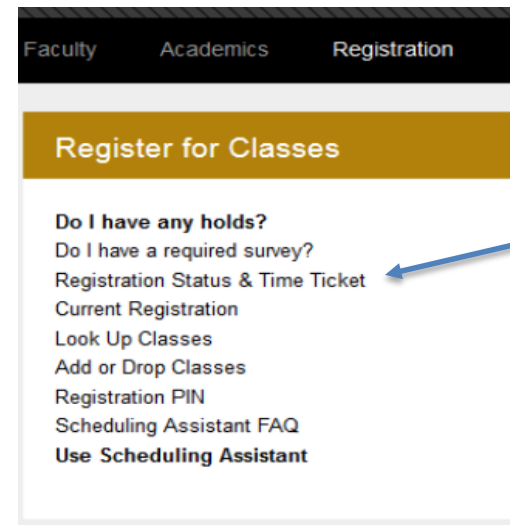 Faculty Academics Registration
Register for Classes
Do I have any holds?
Do I have a required survey?
Registration Status & Time Ticket
Current Registration
Look Up Classes
Add or Drop Classes
Registration PIN
Scheduling Assistant FAQ
Use Scheduling Assistant